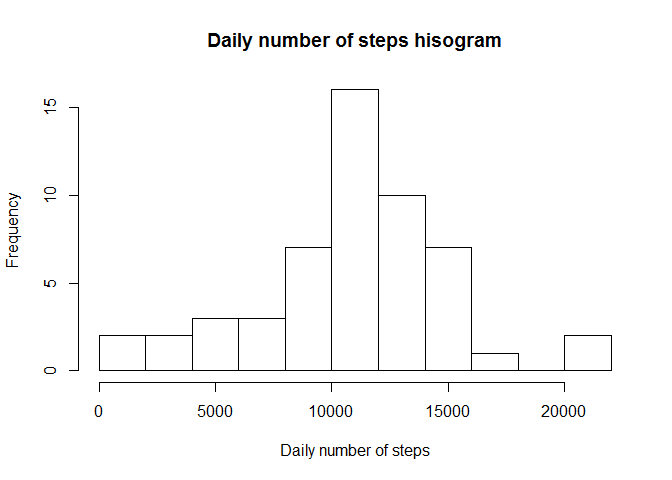 Daily number of steps hisogram
Frequency
15
10
5
0
0 5000 10000 15000 20000
Daily number of steps